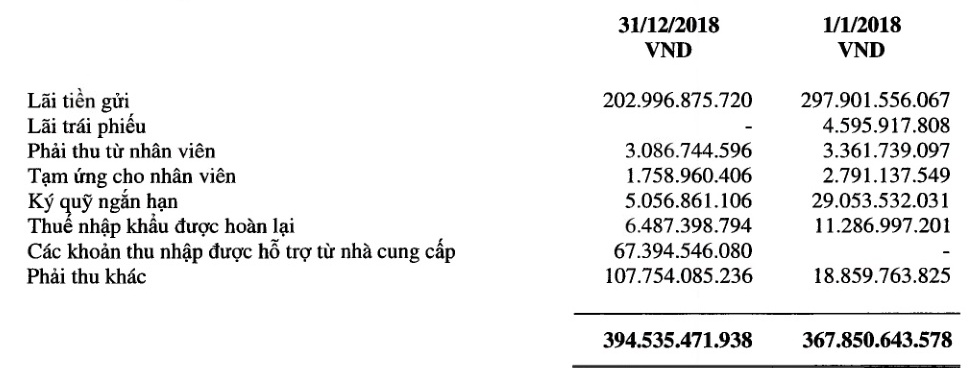 31/12/2018 1/1/2018
VND VND
Lãi tiền gửi 202.996.875.720 297.901.556.067
Lãi trái phiếu - 4.595.917.808
Phải thu từ nhân viên 3.086.744.596 3.361.739.097
Tạm ứng cho nhân viên 1.758.960.406 2.791.137.549
Ký quỹ ngắn hạn 5.056.861.106 29.053.532.031
Thuế nhập khẩu được hoàn lại 6.487.398.794 11.286.997.201
Các khoản thu nhập được hỗ trợ từ nhà cung cấp 67.394.546.080 -
Phải thu khác 107.754.085.236 18.859.763.825
394.535.471.938 367.850.643.578